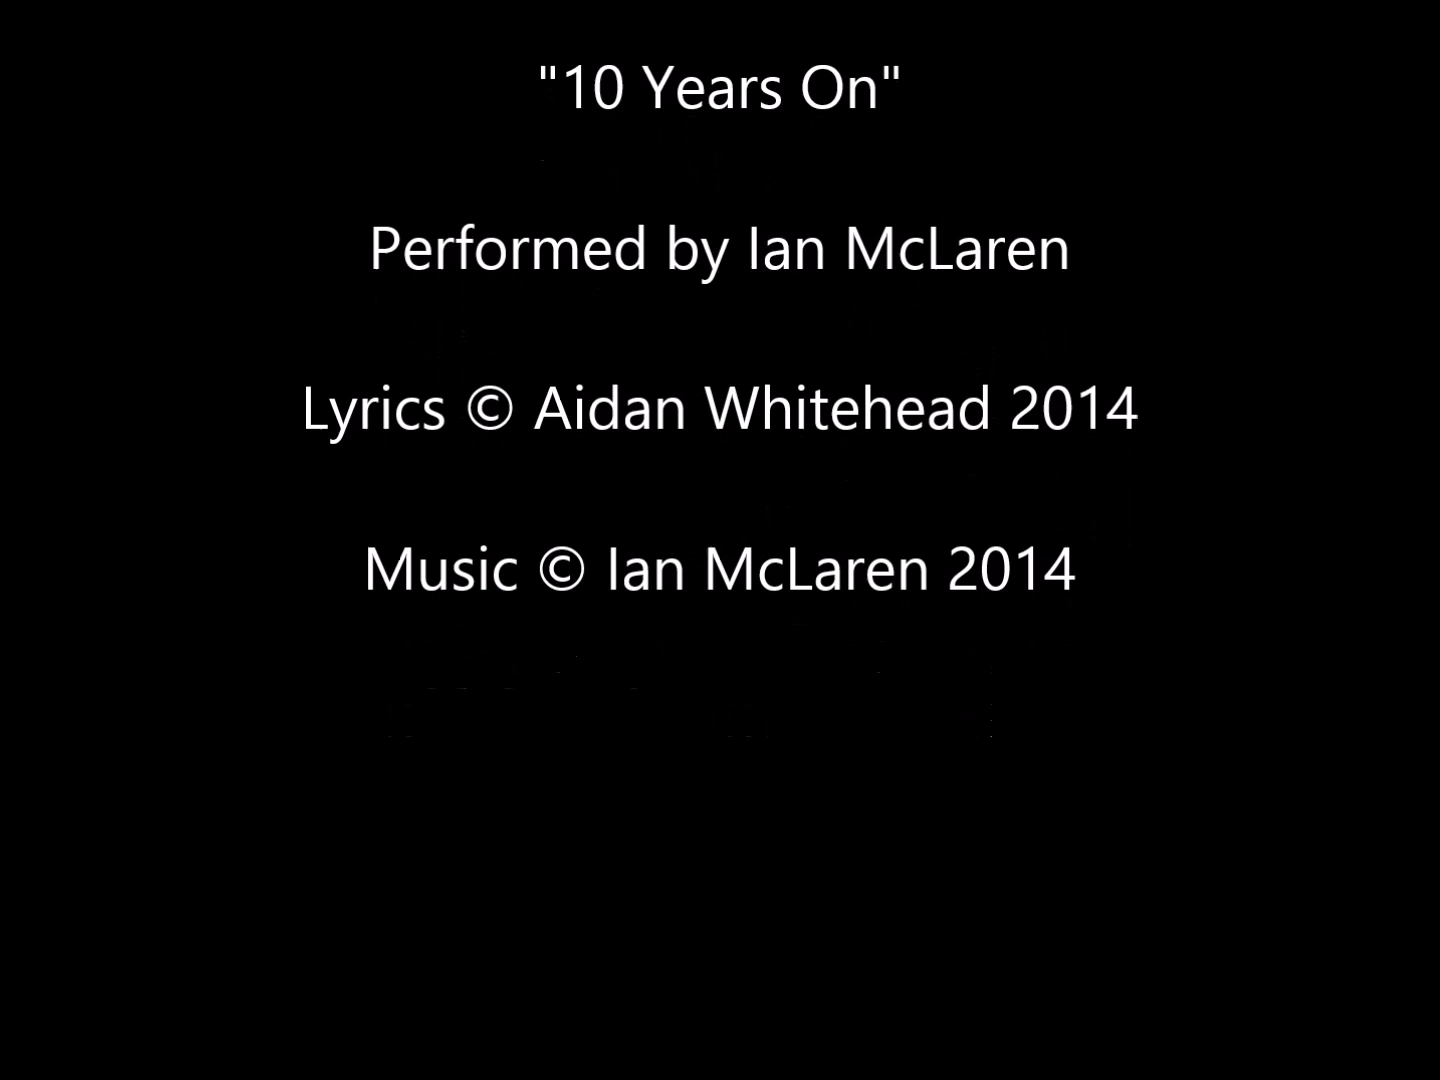 "10 Years On"
Performed by Ian McLaren
Lyrics © Aidan Whitehead 2014
Music © Ian McLaren 2014